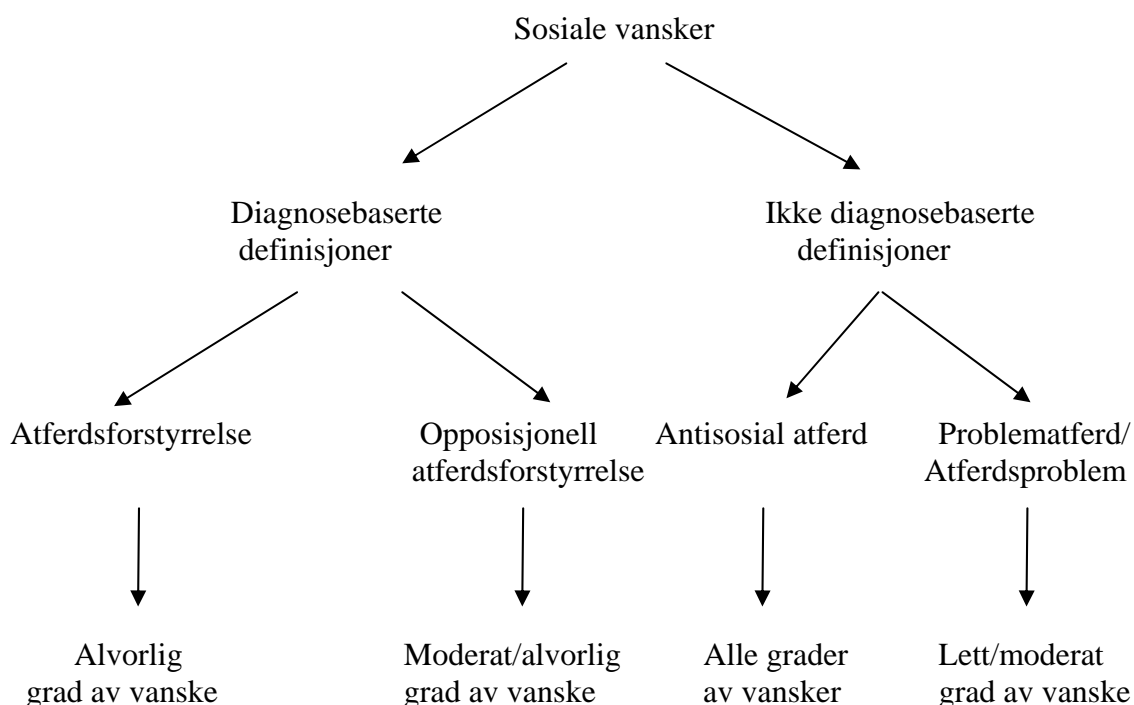 Sosiale vansker
Diagnosebaserte
definisjoner
Ikke diagnosebaserte
definisjoner
Atferdsforstyrrelse
Opposisjonell
atferdsforstyrrelse
Antisosial atferd
Problematferd/
Atferdsproblem
Alvorlig
grad av vanske
Moderat/alvorlig
grad av vanske
Alle grader
av vansker
Lett/moderat
grad av vanske